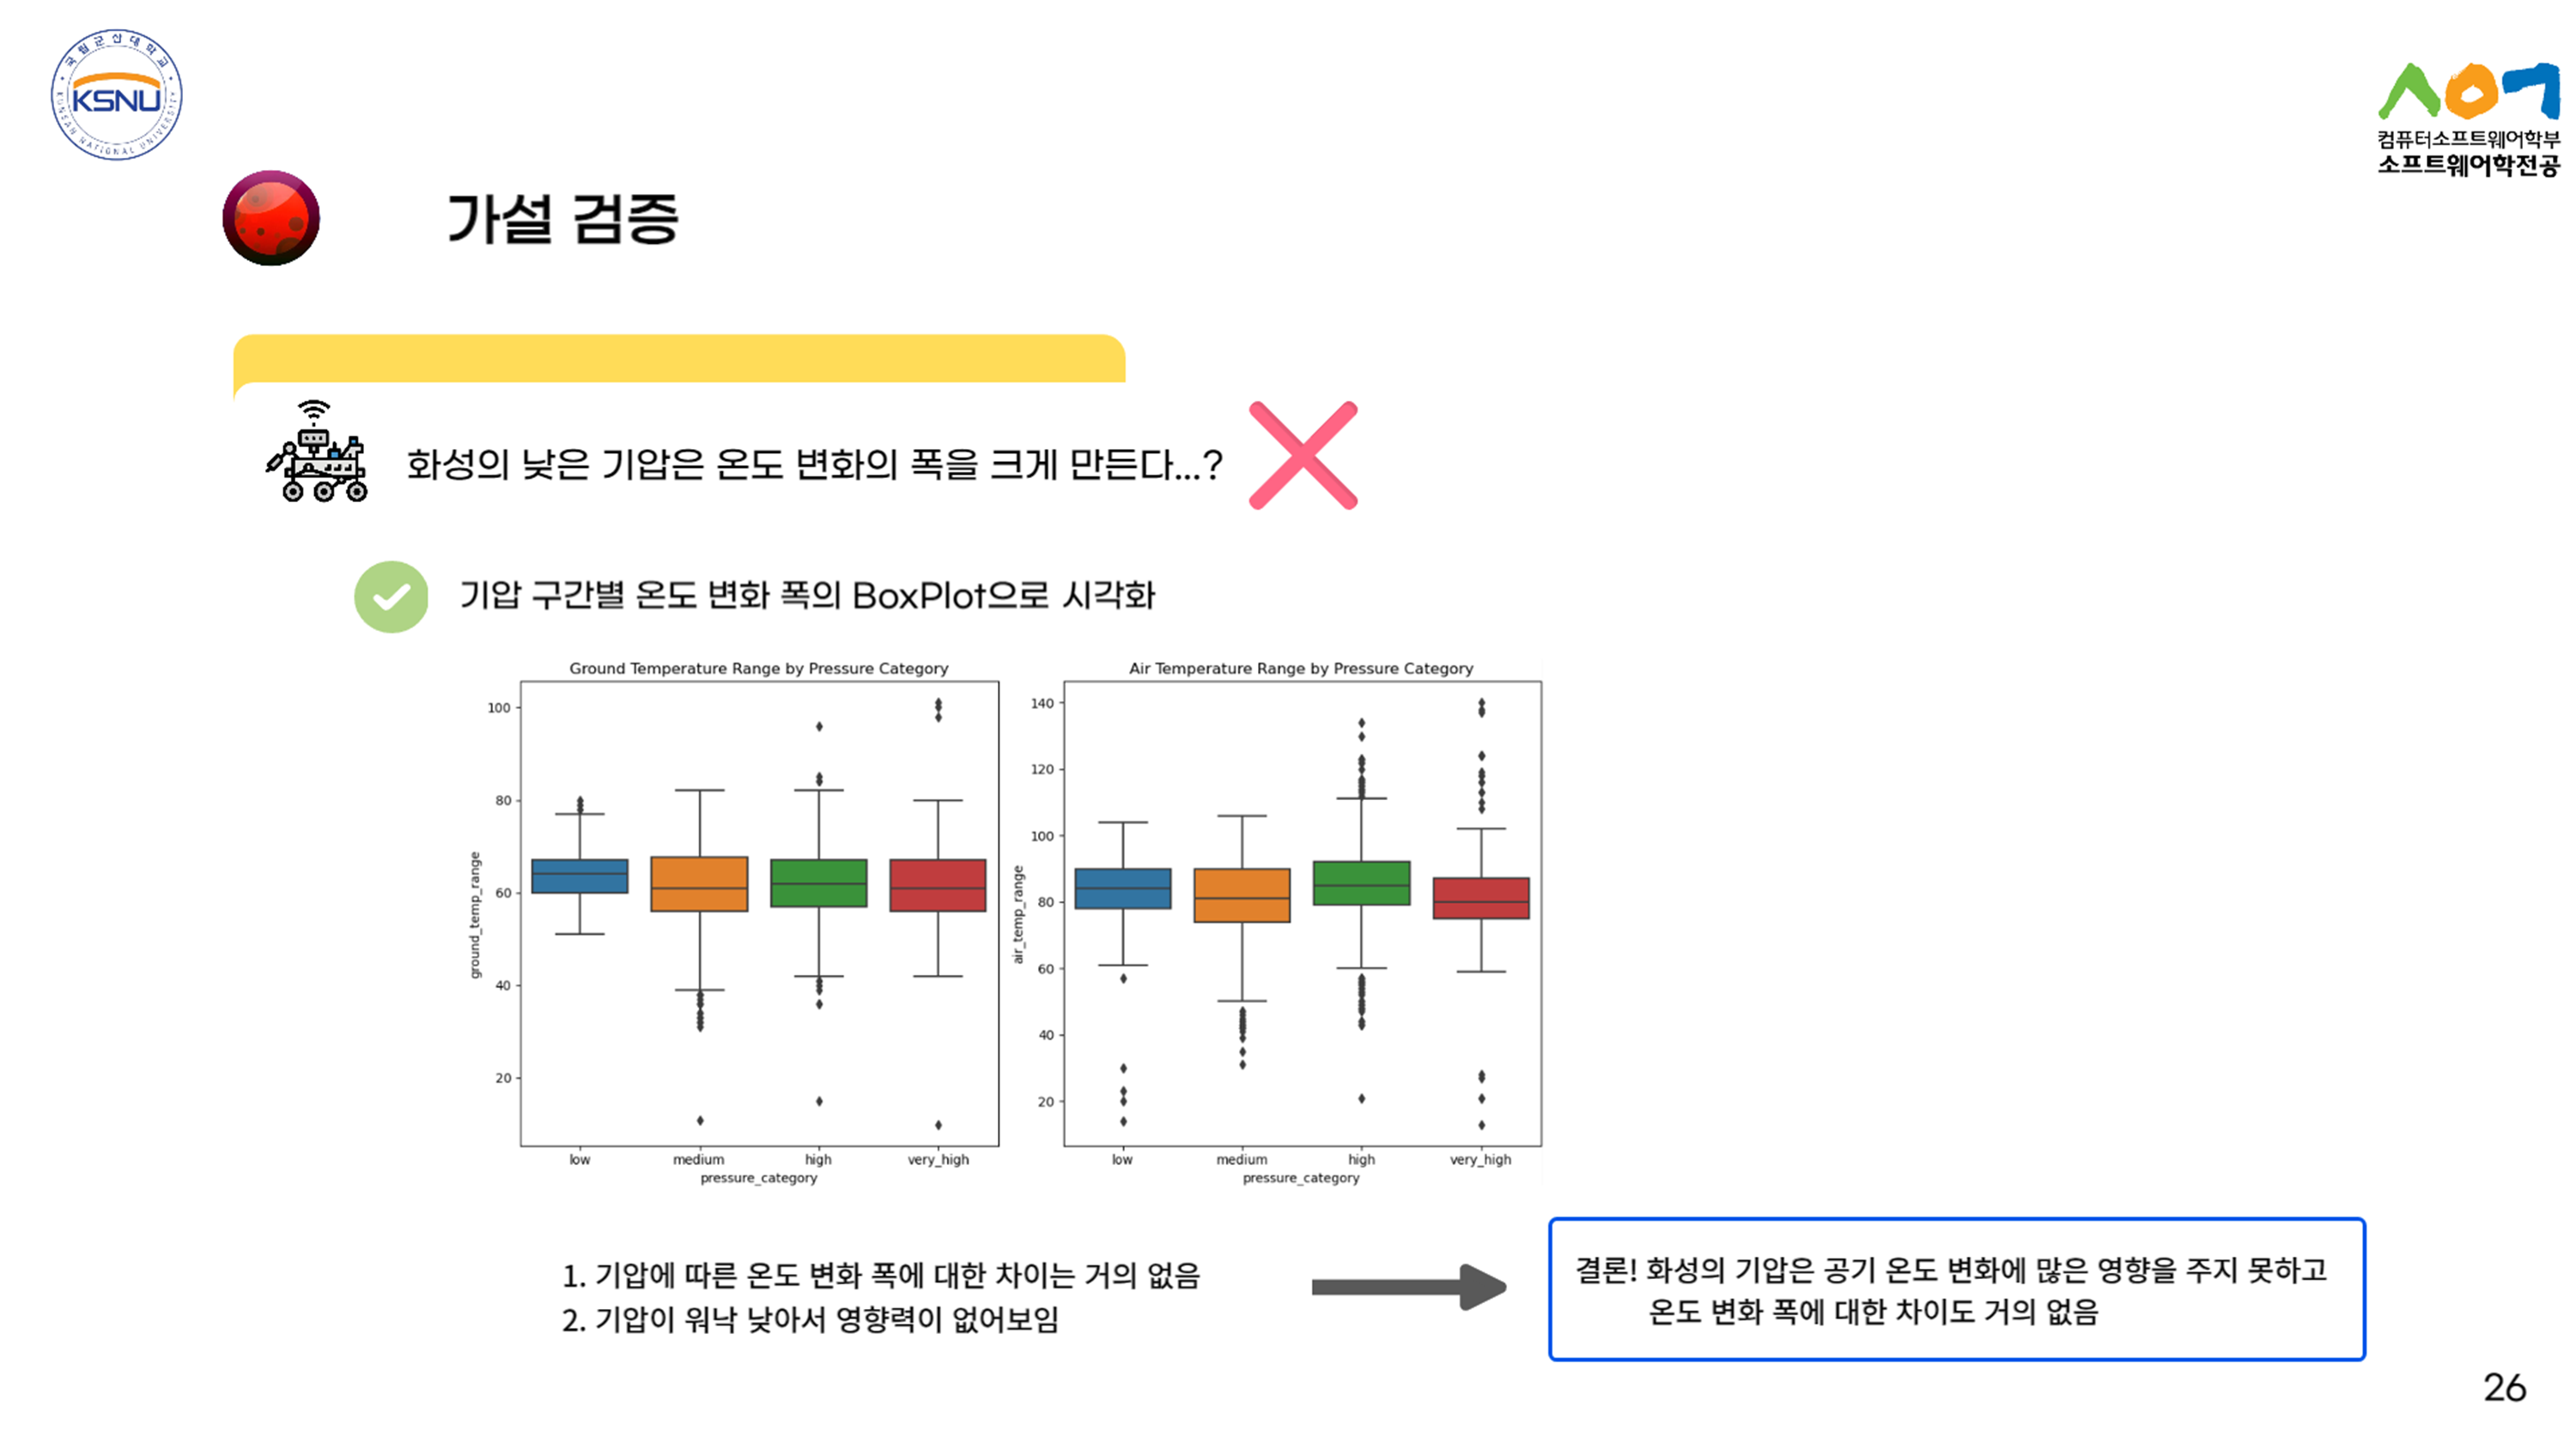 국립군산대학교
KSNU
KUNSAN NATIONAL UNIVERSITY
컴퓨터소프트웨어학부
소프트웨어학전공
가설 검증
화성의 낮은 기압은 온도 변화의 폭을 크게 만든다...?
기압 구간별 온도 변화 폭의 BoxPlot으로 시각화
Ground Temperature Range by Pressure Category
100
80
60
40
20
ground_temp_range
low medium high very_high
pressure_category
Air Temperature Range by Pressure Category
140
120
100
80
60
40
20
air_temp_range
low medium high very_high
pressure_category
1. 기압에 따른 온도 변화 폭에 대한 차이는 거의 없음
2. 기압이 워낙 낮아서 영향력이 없어보임
결론! 화성의 기압은 공기 온도 변화에 많은 영향을 주지 못하고
온도 변화 폭에 대한 차이도 거의 없음
26